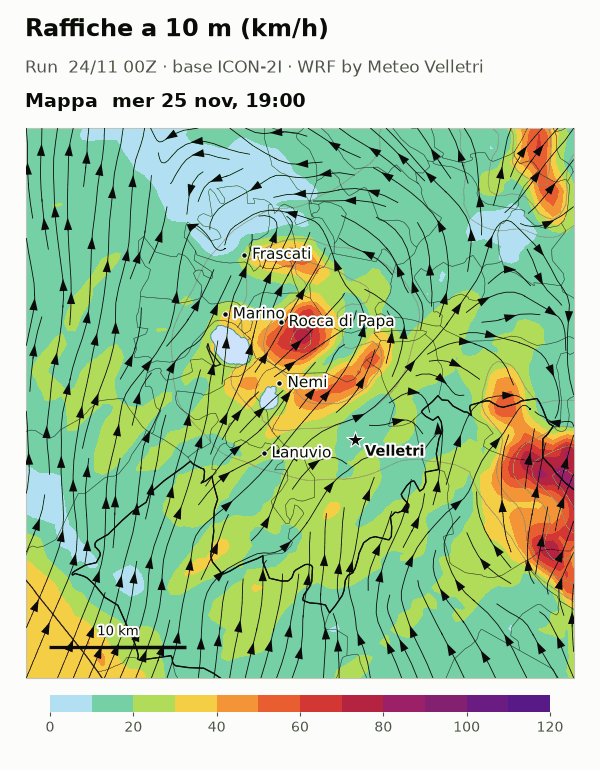 Raffiche a 10 m (km/h)
Run 24/11 00Z · base ICON-2I · WRF by Meteo Velletri
Mappa mer 25 nov, 19:00
Frascati
Marino
Rocca di Papa
Nemi
Lanuvio
Velletri
10 km
0 20 40 60 80 100 120